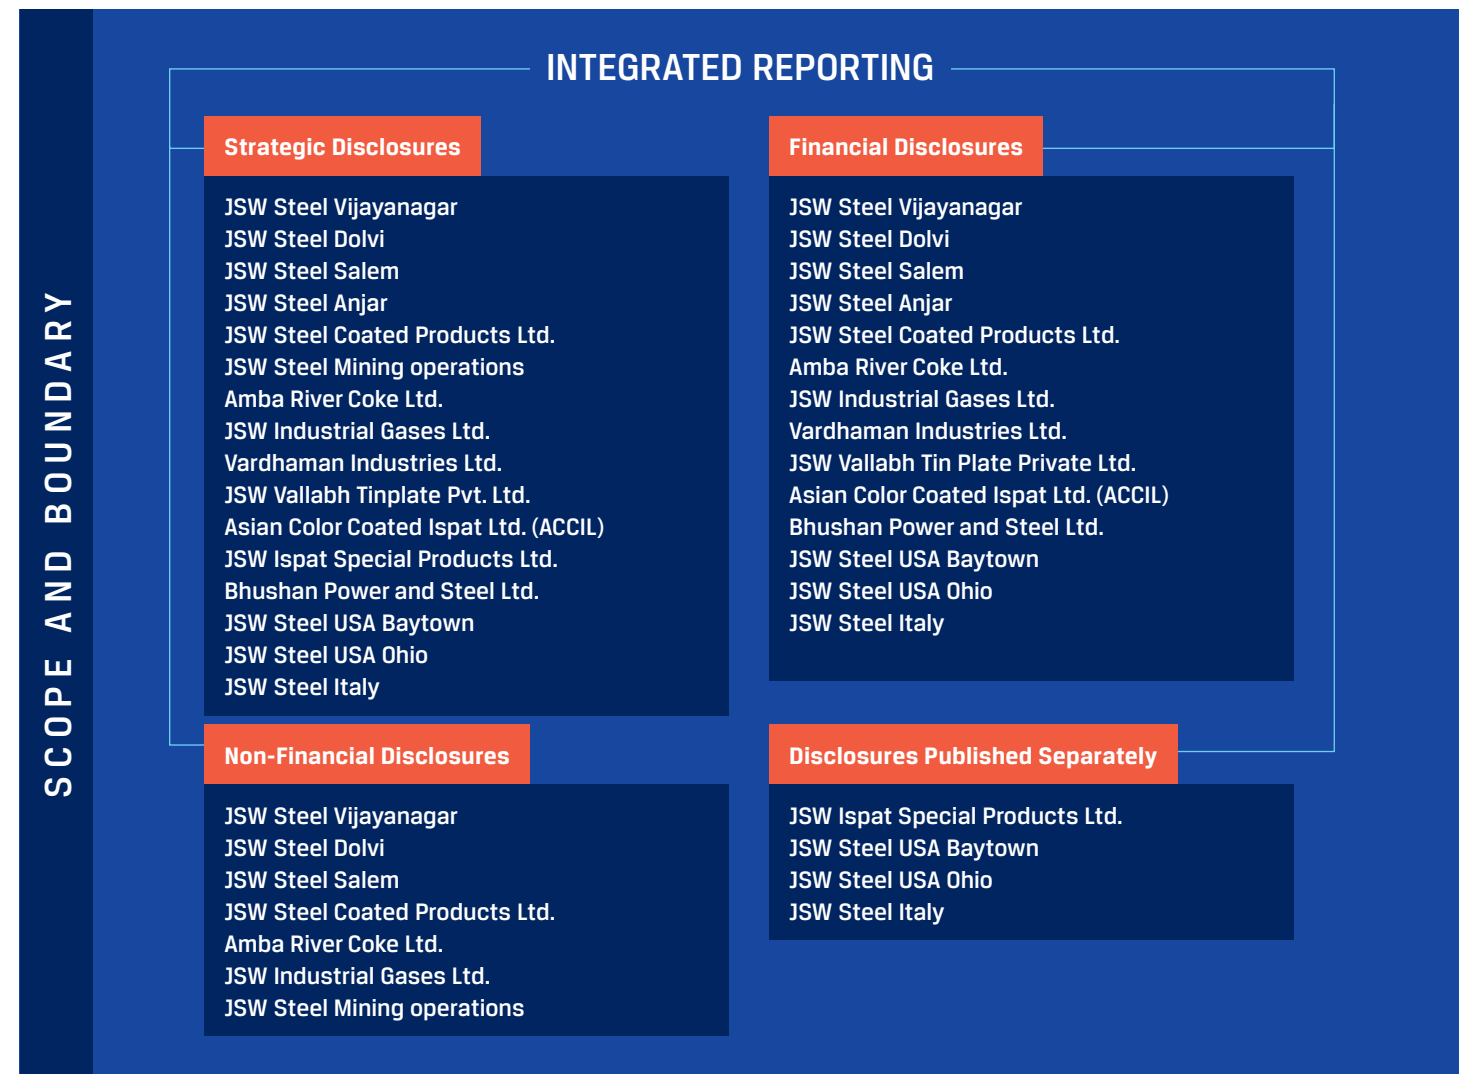 SCOPE AND BOUNDARY
INTEGRATED REPORTING
Strategic Disclosures
JSW Steel Vijayanagar
JSW Steel Dolvi
JSW Steel Salem
JSW Steel Anjar
JSW Steel Coated Products Ltd.
JSW Steel Mining operations
Amba River Coke Ltd.
JSW Industrial Gases Ltd.
Vardhaman Industries Ltd.
JSW Vallabh Tinplate Pvt. Ltd.
Asian Color Coated Ispat Ltd. (ACCIL)
JSW Ispat Special Products Ltd.
Bhushan Power and Steel Ltd.
JSW Steel USA Baytown
JSW Steel USA Ohio
JSW Steel Italy
Financial Disclosures
JSW Steel Vijayanagar
JSW Steel Dolvi
JSW Steel Salem
JSW Steel Anjar
JSW Steel Coated Products Ltd.
Amba River Coke Ltd.
JSW Industrial Gases Ltd.
Vardhaman Industries Ltd.
JSW Vallabh Tin Plate Private Ltd.
Asian Color Coated Ispat Ltd. (ACCIL)
Bhushan Power and Steel Ltd.
JSW Steel USA Baytown
JSW Steel USA Ohio
JSW Steel Italy
Non-Financial Disclosures
JSW Steel Vijayanagar
JSW Steel Dolvi
JSW Steel Salem
JSW Steel Coated Products Ltd.
Amba River Coke Ltd.
JSW Industrial Gases Ltd.
JSW Steel Mining operations
Disclosures Published Separately
JSW Ispat Special Products Ltd.
JSW Steel USA Baytown
JSW Steel USA Ohio
JSW Steel Italy